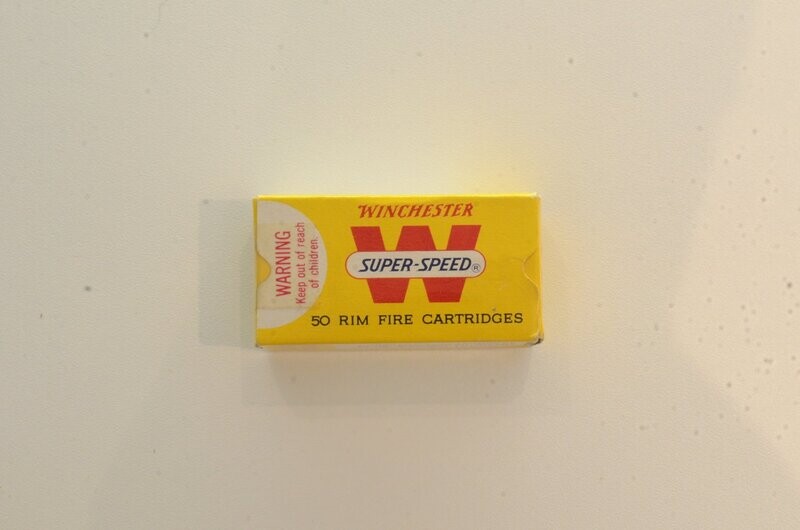 WINCHESTER
W
SUPER-SPEED®
50 RIM FIRE CARTRIDGES
WARNING
Keep out of reach
of children.